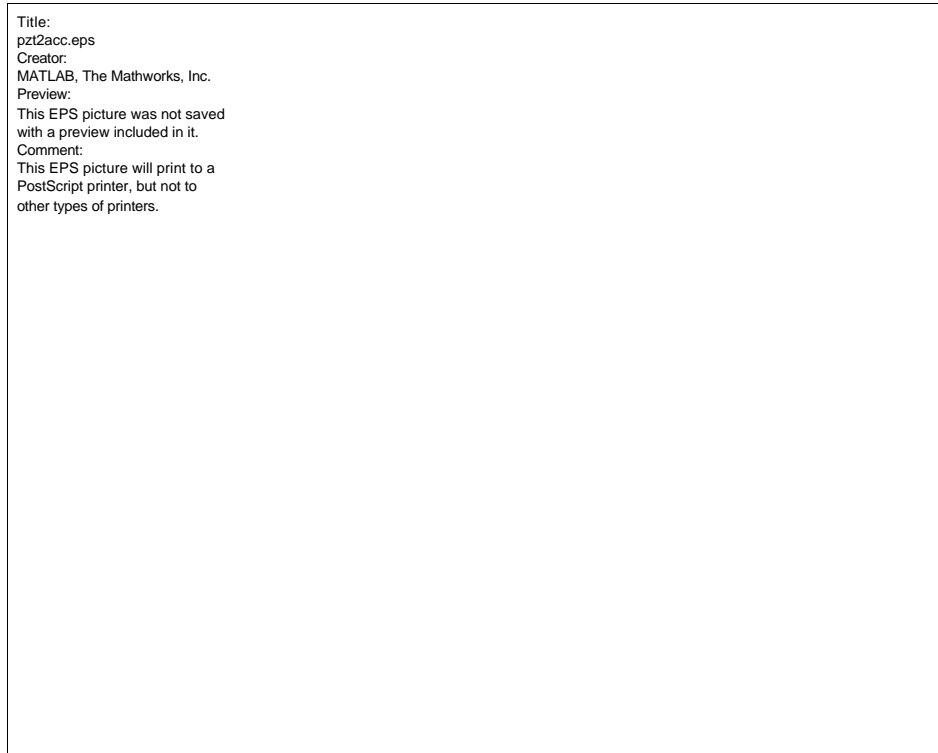 Title:
pzt2acc.eps
Creator:
MATLAB, The Mathworks, Inc.
Preview:
This EPS picture was not saved
with a preview included in it.
Comment:
This EPS picture will print to a
PostScript printer, but not to
other types of printers.